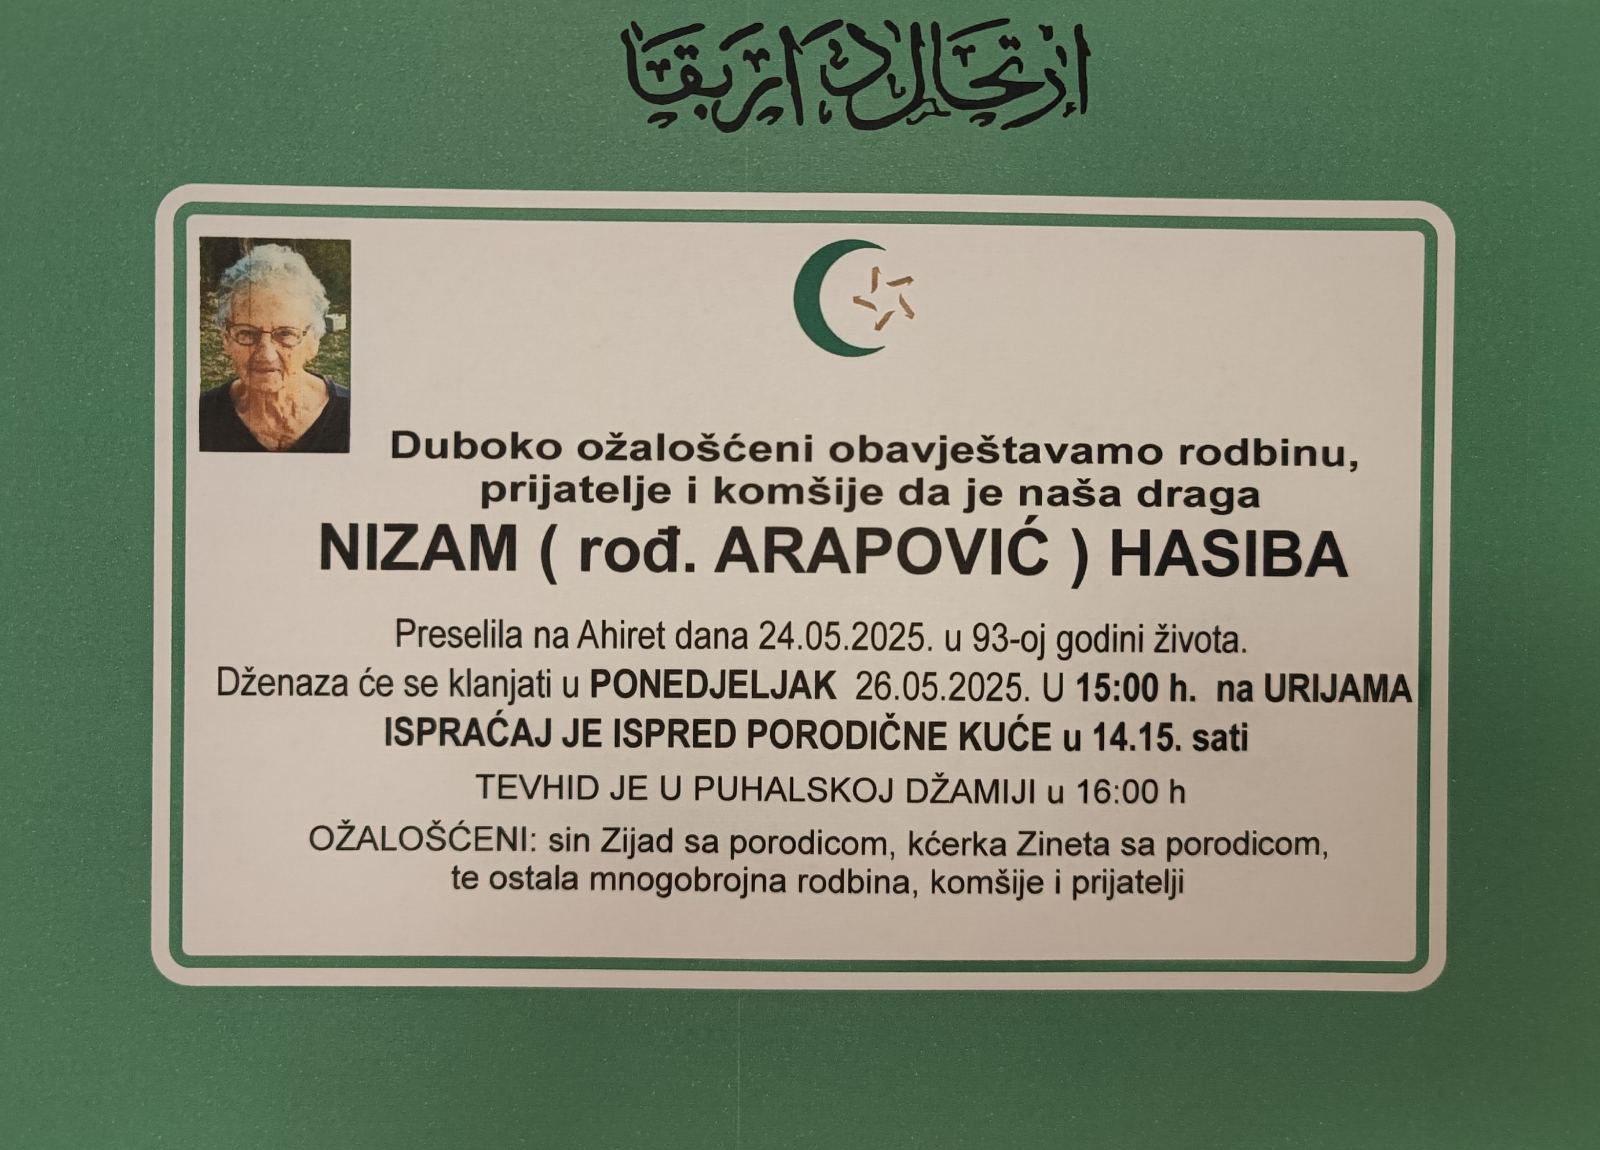 ارتحال دار بقا
Duboko ožalošćeni obavještavamo rodbinu,
prijatelje i komšije da je naša draga
NIZAM ( rođ. ARAPOVIĆ ) HASIBA
Preselila na Ahiret dana 24.05.2025. u 93-oj godini života.
Dženaza će se klanjati u PONEDJELJAK 26.05.2025. U 15:00 h. na URIJAMA
ISPRAĆAJ JE ISPRED PORODIČNE KUĆE u 14.15. sati
TEVHID JE U PUHALSKOJ DŽAMIJI u 16:00 h
OŽALOŠĆENI: sin Zijad sa porodicom, kćerka Zineta sa porodicom,
te ostala mnogobrojna rodbina, komšije i prijatelji